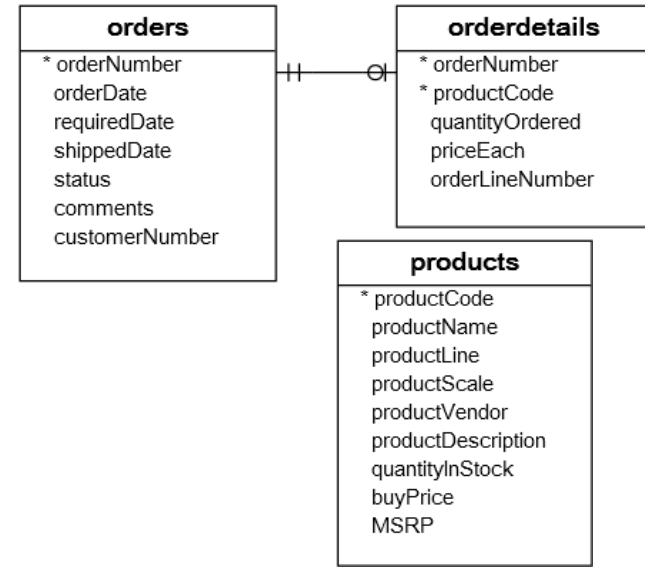 orders
* orderNumber
orderDate
requiredDate
shippedDate
status
comments
customerNumber
orderdetails
* orderNumber
* productCode
quantityOrdered
priceEach
orderLineNumber
products
* productCode
productName
productLine
productScale
productVendor
productDescription
quantityInStock
buyPrice
MSRP